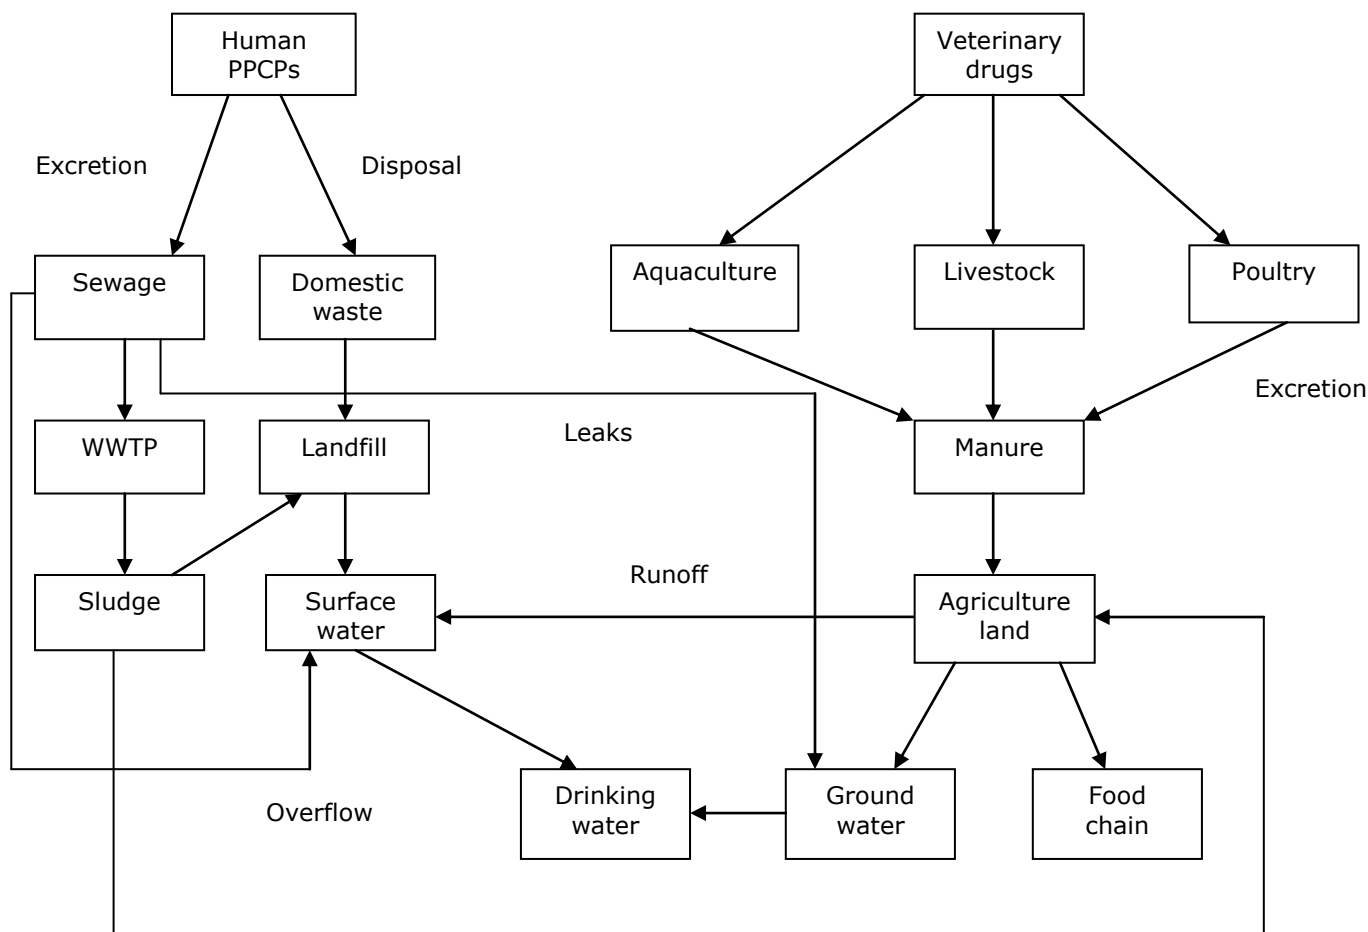 Human
PPCPs
Veterinary
drugs
Excretion
Disposal
Sewage
Domestic
waste
Aquaculture
Livestock
Poultry
Excretion
Leaks
WWTP
Landfill
Manure
Runoff
Sludge
Surface
water
Agriculture
land
Overflow
Drinking
water
Ground
water
Food
chain